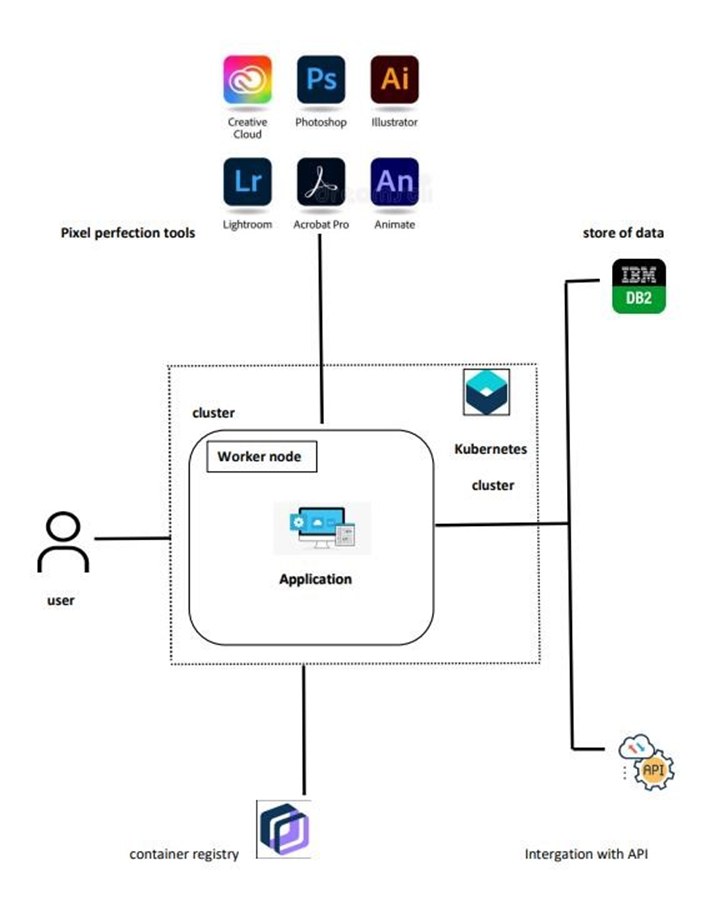 Ps
Ai
Creative
Cloud
Photoshop
Illustrator
Lr
An
Lightroom
Acrobat Pro
Animate
Pixel perfection tools
store of data
IBM
DB2
cluster
Worker node
Kubernetes
cluster
Application
user
API
container registry
Intergation with API